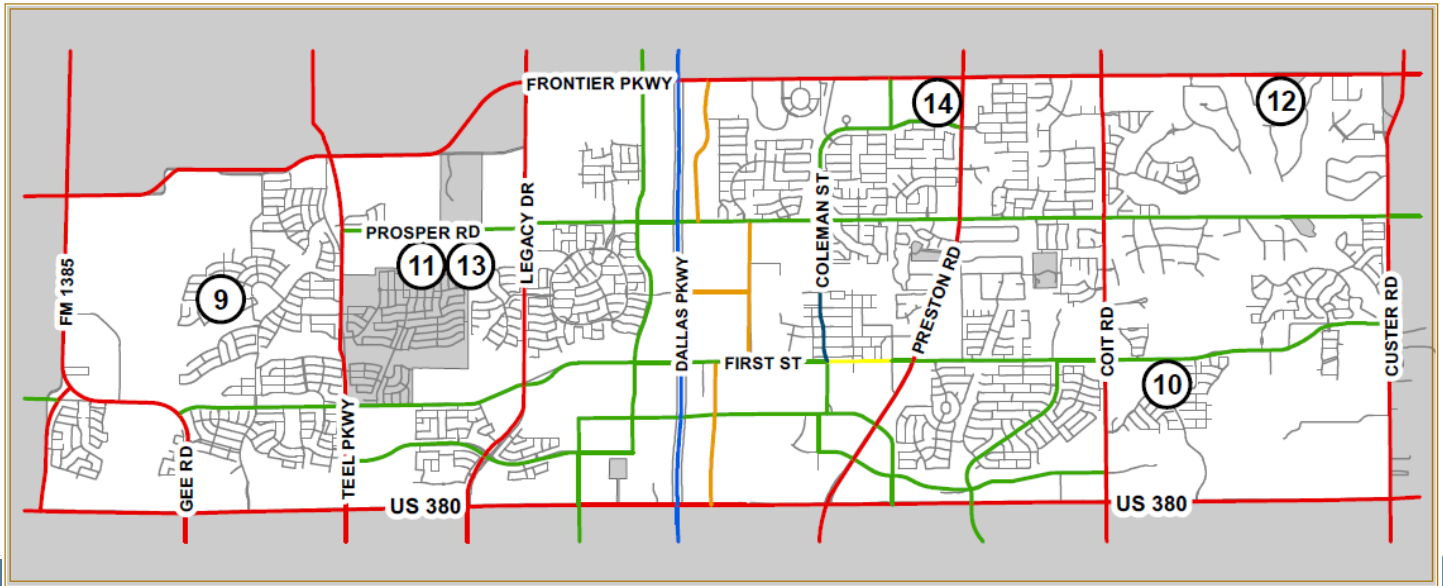 FRONTIER PKWY
14
12
LEGACY DR
COLEMAN ST
PROSPER RD
11
13
9
FM 1385
DALLAS PKWY
PRESTON RD
COIT RD
CUSTER RD
FIRST ST
10
TEEL PKWY
GEE RD
US 380
US 380